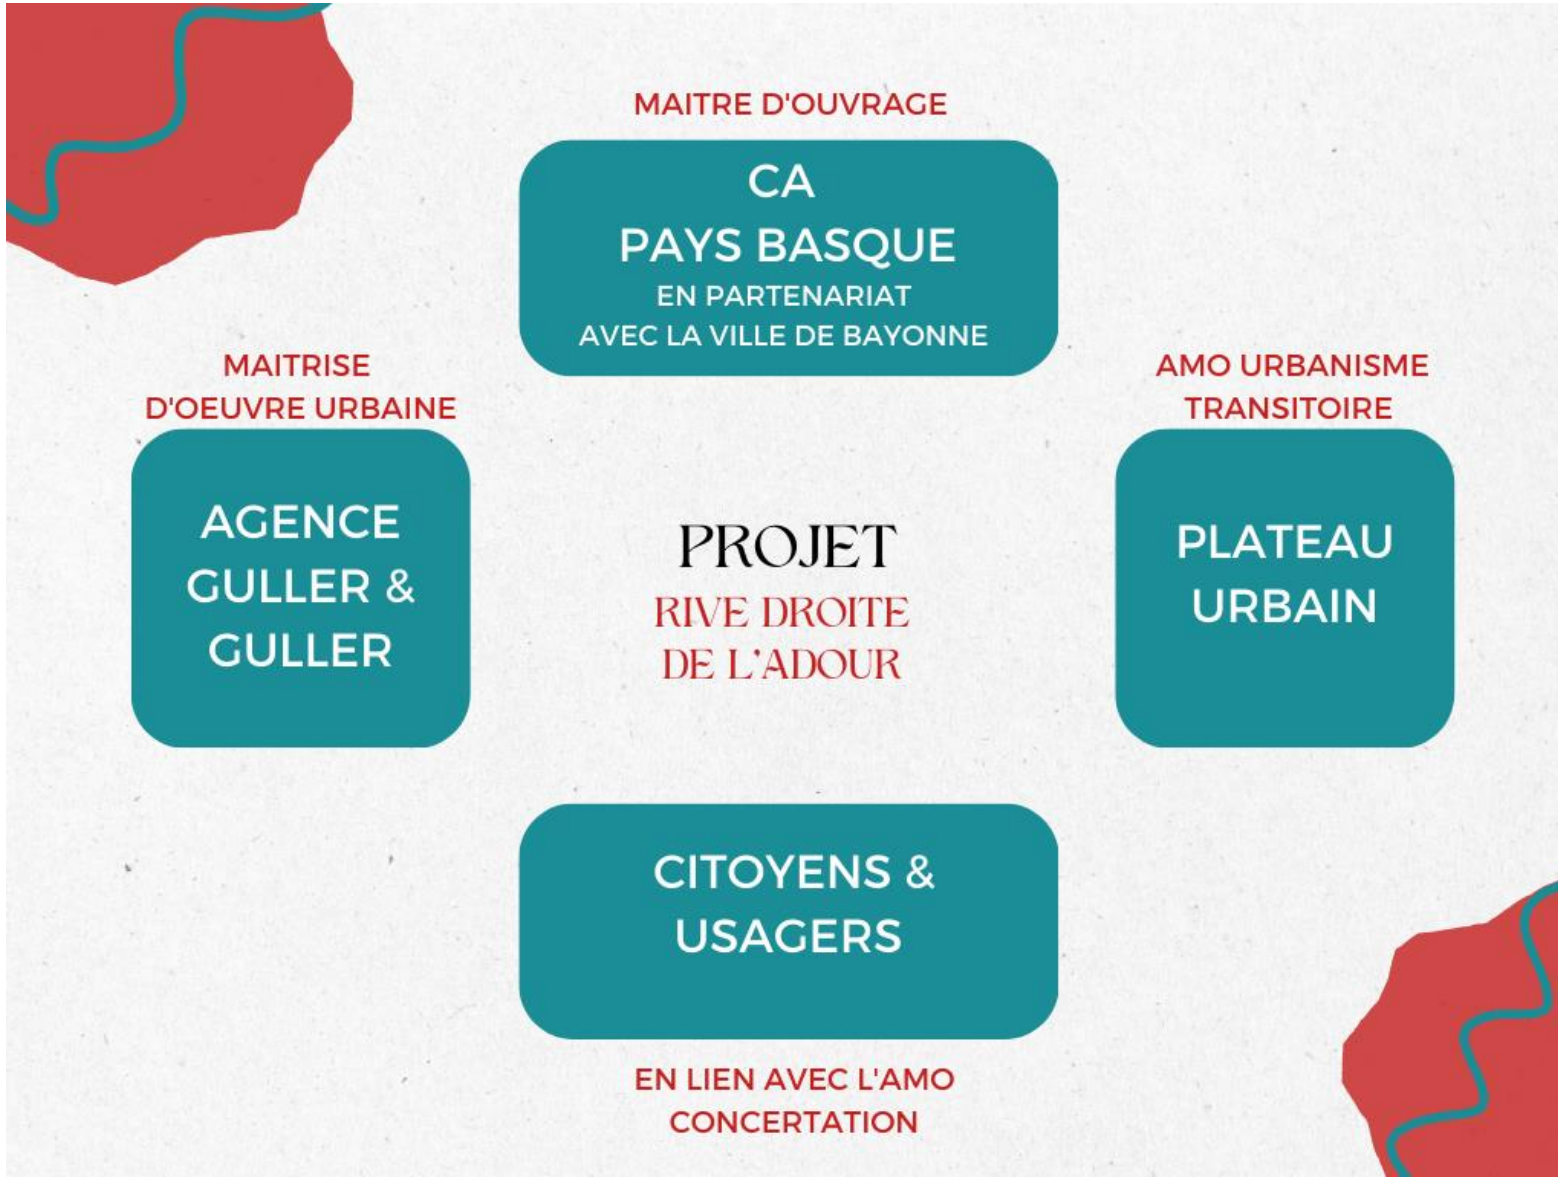 MAITRE D'OUVRAGE
CA
PAYS BASQUE
EN PARTENARIAT
AVEC LA VILLE DE BAYONNE
MAITRISE
D'OEUVRE URBAINE
AGENCE
GULLER &
GULLER
AMO URBANISME
TRANSITOIRE
PLATEAU
URBAIN
PROJET
RIVE DROITE
DE L'ADOUR
CITOYENS &
USAGERS
EN LIEN AVEC L'AMO
CONCERTATION